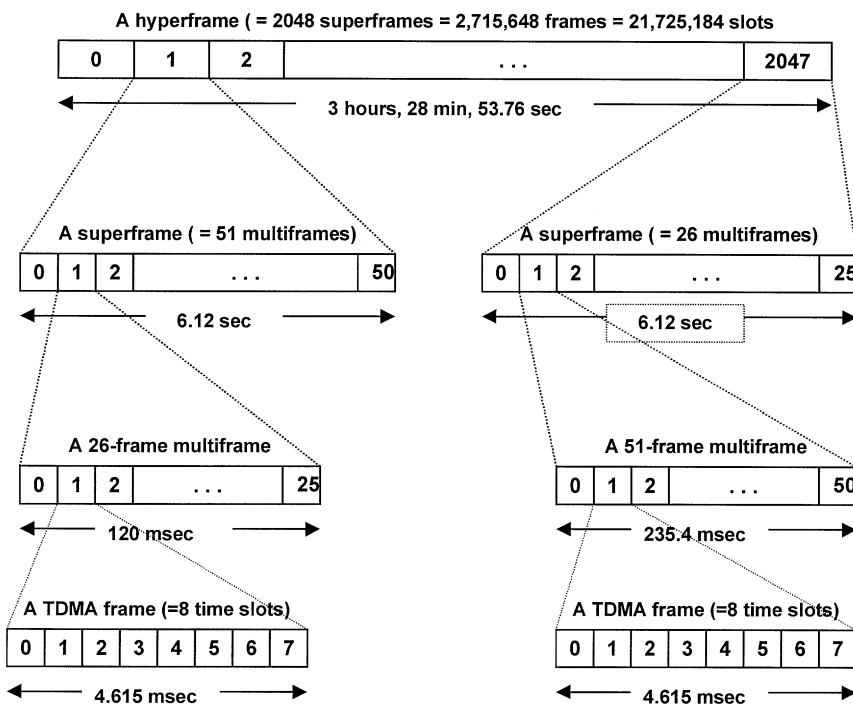 A hyperframe ( = 2048 superframes = 2,715,648 frames = 21,725,184 slots
0 1 2 . . . 2047
3 hours, 28 min, 53.76 sec
A superframe ( = 51 multiframes)
0 1 2 . . . 50
6.12 sec
A superframe ( = 26 multiframes)
0 1 2 . . . 25
6.12 sec
A 26-frame multiframe
0 1 2 . . . 25
120 msec
A 51-frame multiframe
0 1 2 . . . 50
235.4 msec
A TDMA frame (=8 time slots)
0 1 2 3 4 5 6 7
4.615 msec
A TDMA frame (=8 time slots)
0 1 2 3 4 5 6 7
4.615 msec